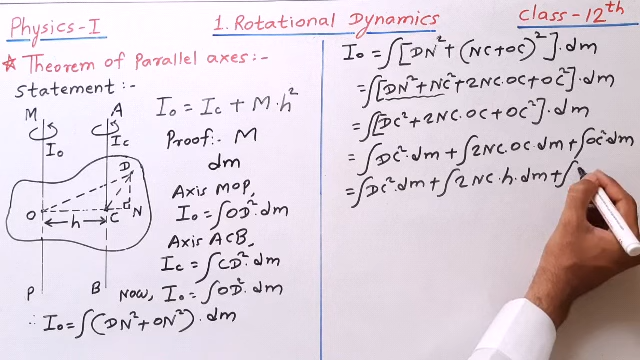 Physics-I
1. Rotational Dynamics
Class-12th
☆ Theorem of Parallel axes:-
Statement:-
I₀ = Ic + M·h²
M A
I₀ Ic
D
O C N
h
P B
Proof:- M
dm
Axis MOP,
I₀ = ∫OD²·dm
Axis ACB,
Ic = ∫CD²·dm
Now, I₀ = ∫OD²·dm
∴ I₀ = ∫(DN² + ON²)·dm
I₀ = ∫[DN² + (NC + OC)²]·dm
= ∫[DN² + NC² + 2NC·OC + OC²]·dm
= ∫[DC² + 2NC·OC + OC²]·dm
= ∫DC²·dm + ∫2NC·OC·dm + ∫OC²·dm
= ∫DC²·dm + ∫2NC·h·dm + ∫